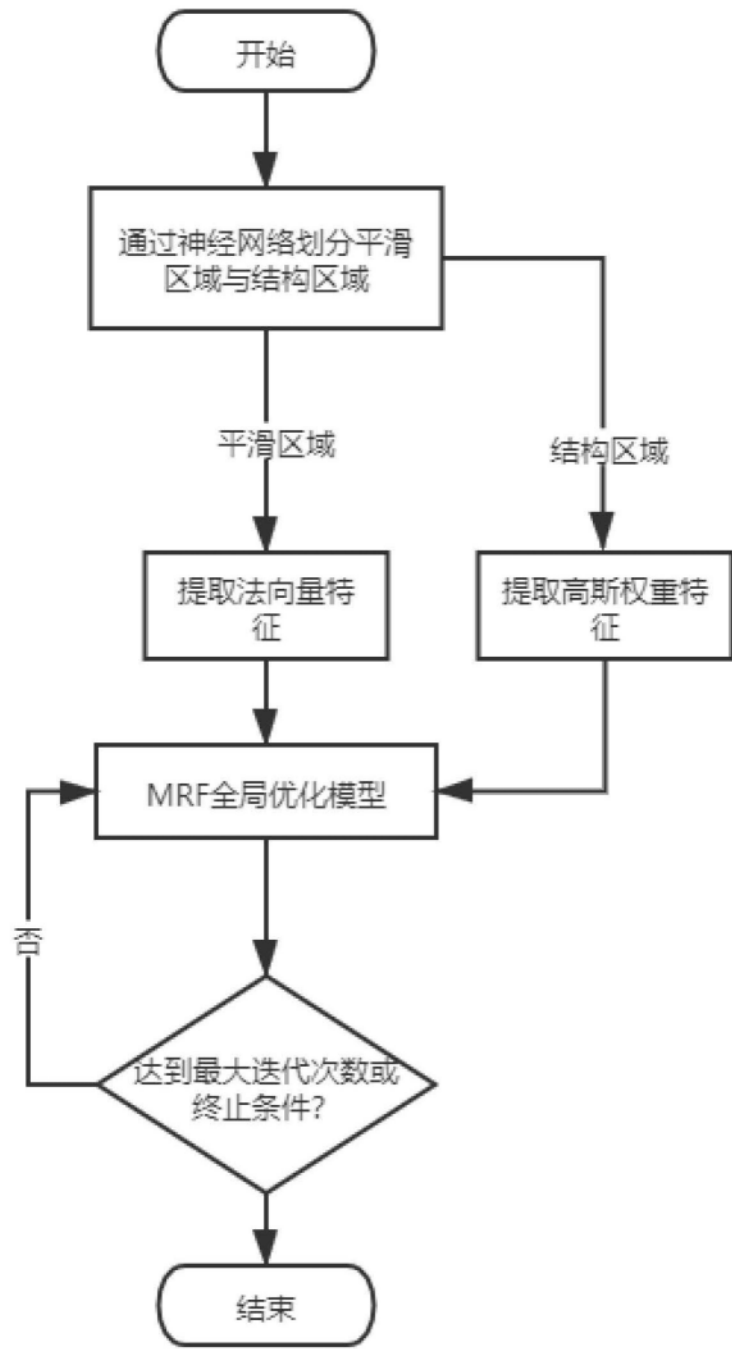 开始
通过神经网络划分平滑
区域与结构区域
平滑区域
结构区域
提取法向量特
征
提取高斯权重特
征
MRF全局优化模型
否
达到最大迭代次数或
终止条件?
结束